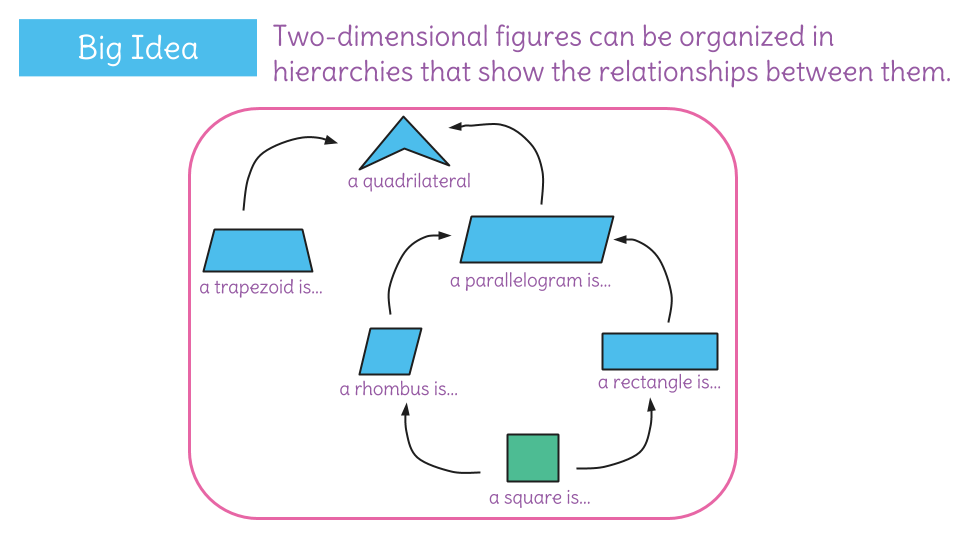 Big Idea
Two-dimensional figures can be organized in
hierarchies that show the relationships between them.
a quadrilateral
a trapezoid is...
a parallelogram is...
a rhombus is...
a rectangle is...
a square is...